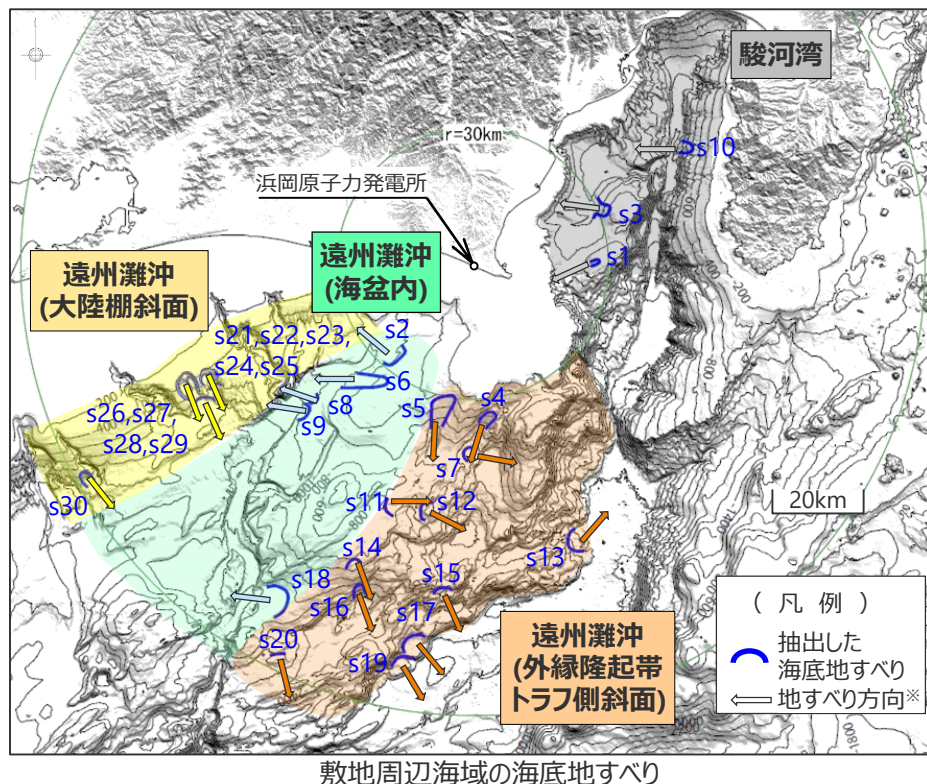 駿河湾
r=30km
s10
浜岡原子力発電所
s3
s1
遠州灘沖
(大陸棚斜面)
遠州灘沖
(海盆内)
s21,s22,s23,
s24,s25
s2
s6
s8
s9
s5
s4
s26,s27,
s28,s29
s7
s30
s11
s12
20km
s13
s14
s15
s18
s16
s17
s20
s19
遠州灘沖
(外縁隆起帯
トラフ側斜面)
(凡例)
抽出した
海底地すべり
地すべり方向※
敷地周辺海域の海底地すべり